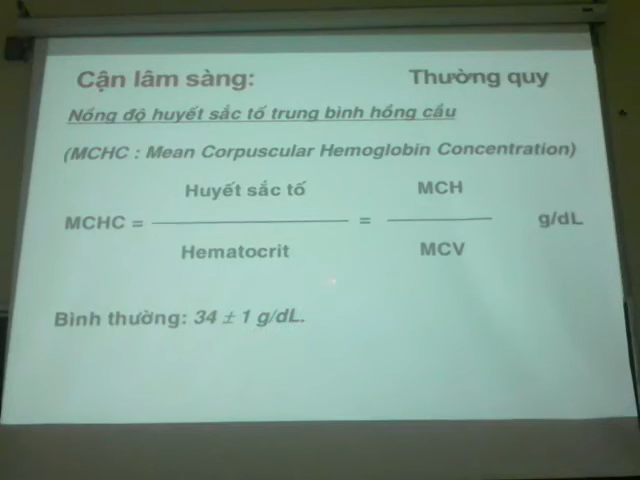 Cận lâm sàng: Thường quy
Nồng độ huyết sắc tố trung bình hồng cầu
(MCHC : Mean Corpuscular Hemoglobin Concentration)
Huyết sắc tố MCH
MCHC = = g/dL
Hematocrit MCV
Bình thường: 34 ± 1 g/dL.